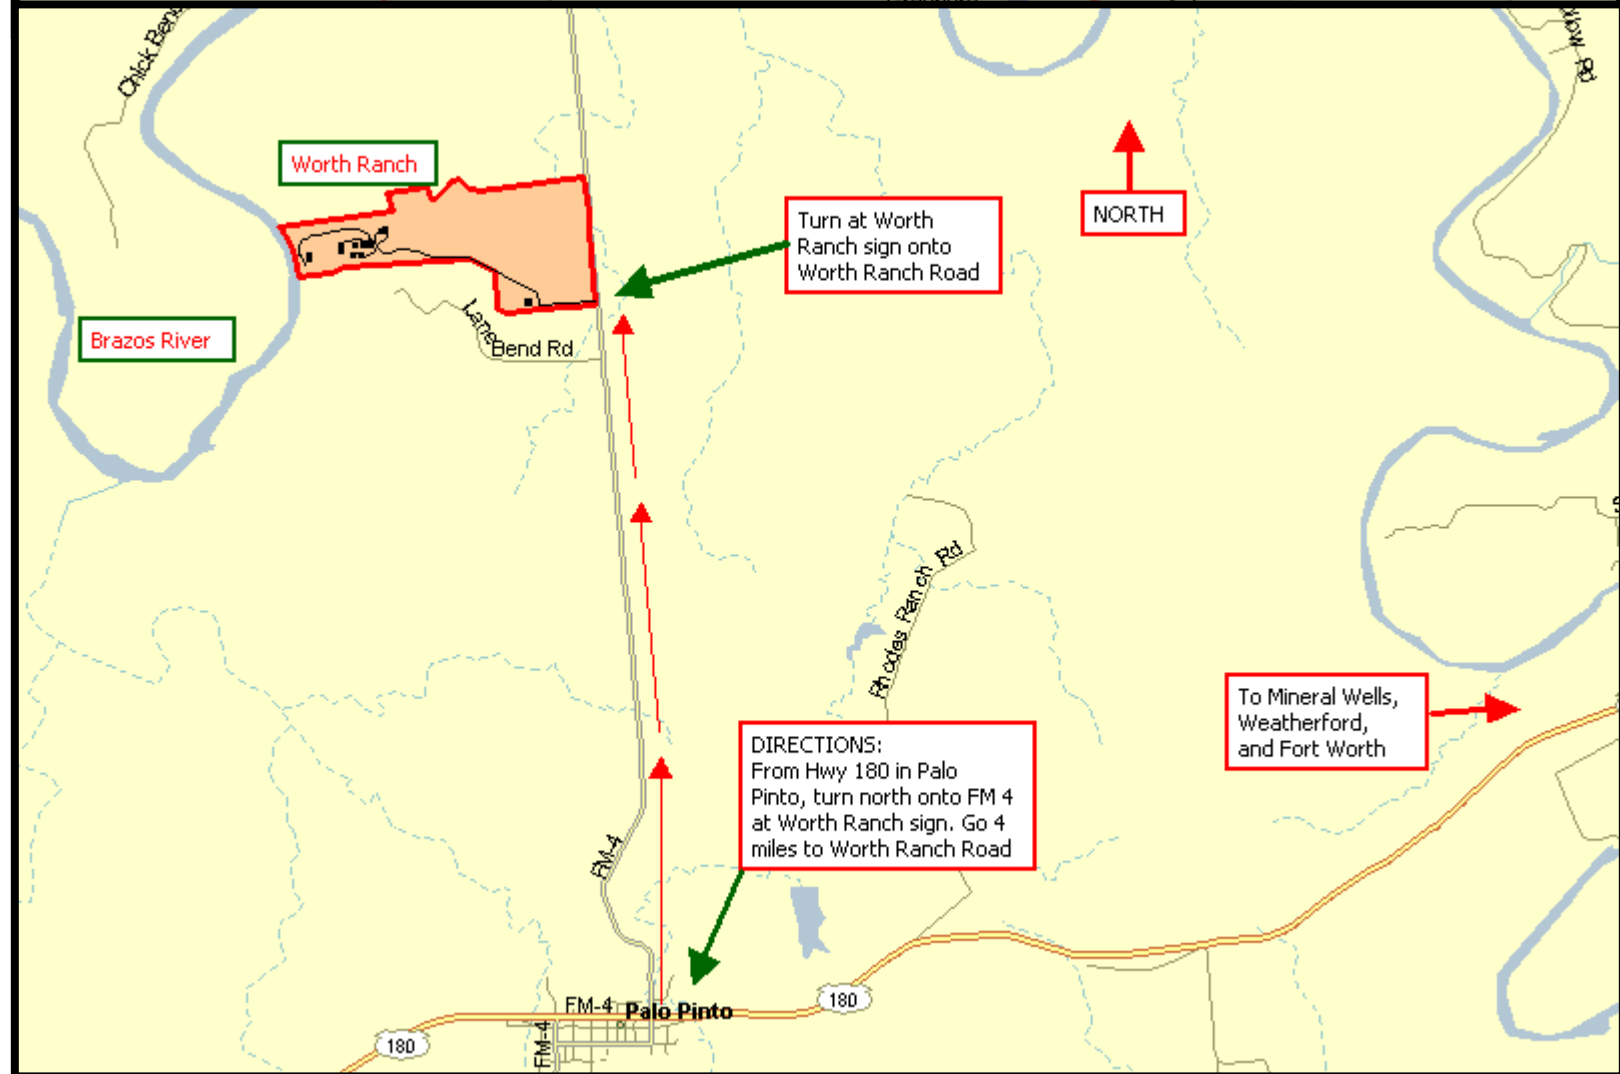 Chick Bend
Worth Ranch
NORTH
Turn at Worth
Ranch sign onto
Worth Ranch Road
Brazos River
Lane
Bend Rd
Rhodes Ranch Rd
To Mineral Wells,
Weatherford,
and Fort Worth
DIRECTIONS:
From Hwy 180 in Palo
Pinto, turn north onto FM 4
at Worth Ranch sign. Go 4
miles to Worth Ranch Road
FM-4
FM-4
Palo Pinto
180
180
FM-4